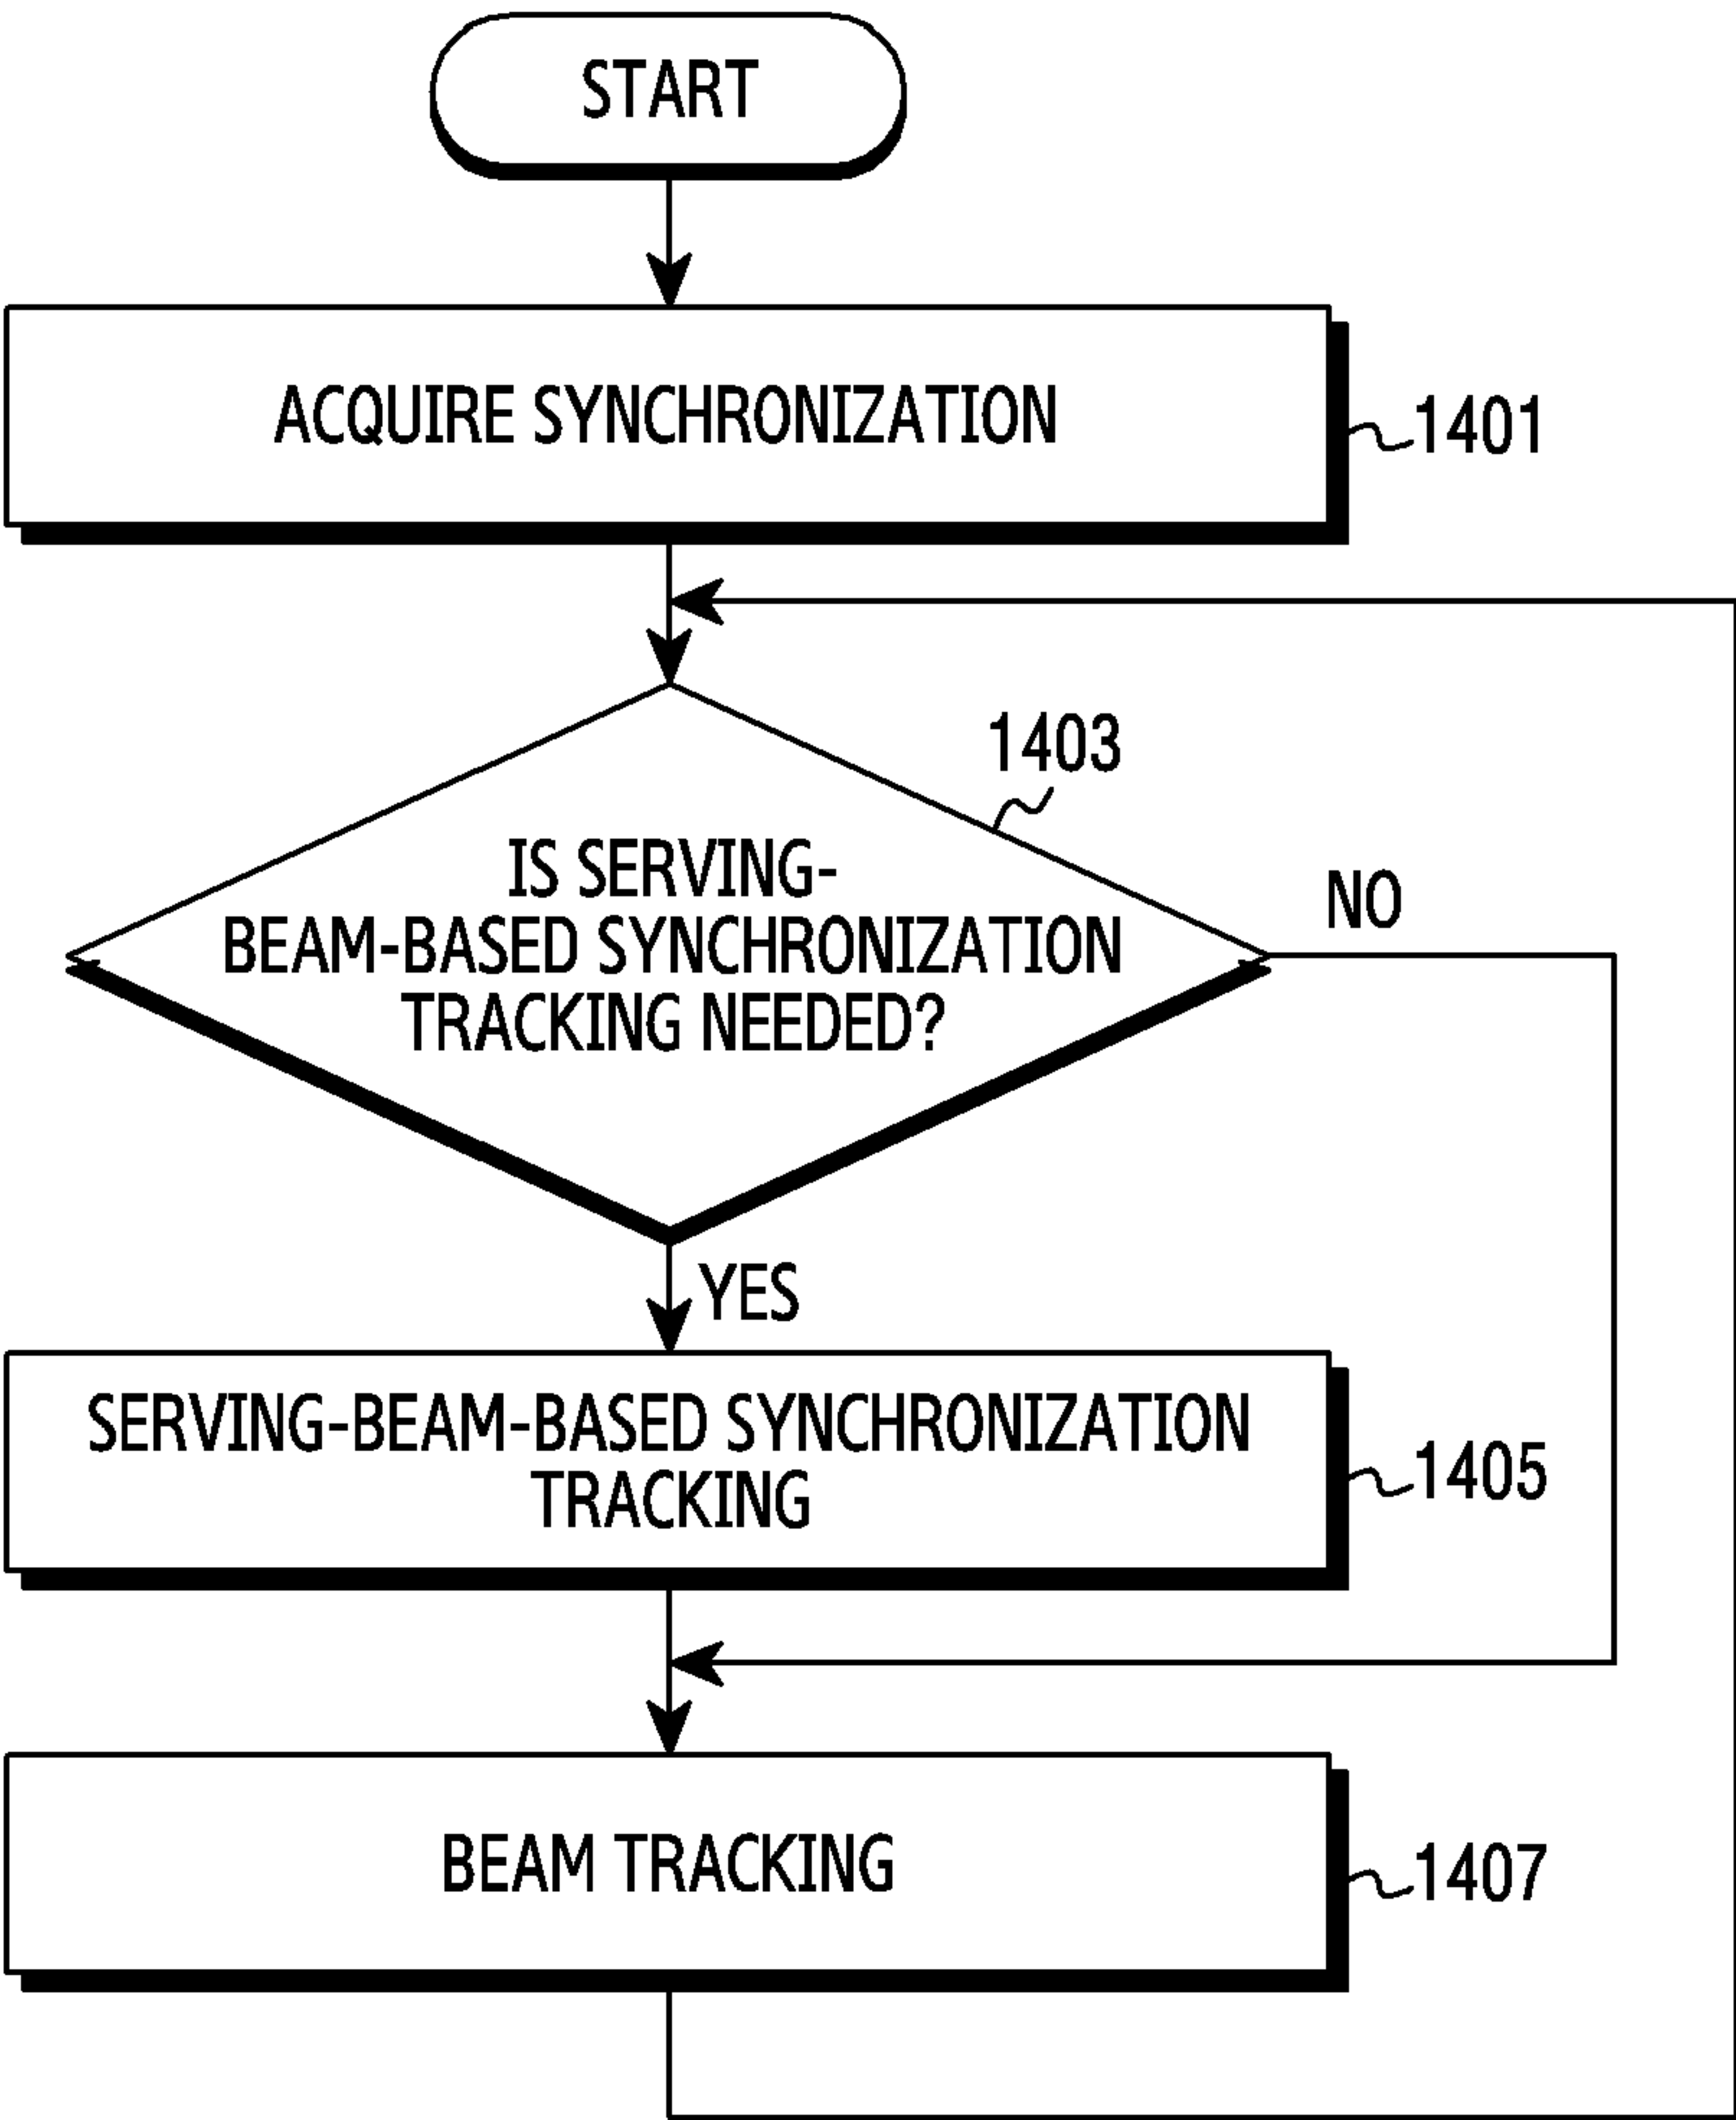 START
ACQUIRE SYNCHRONIZATION
1401
1403
IS SERVING-
BEAM-BASED SYNCHRONIZATION
TRACKING NEEDED?
NO
YES
SERVING-BEAM-BASED SYNCHRONIZATION
TRACKING
1405
BEAM TRACKING
1407